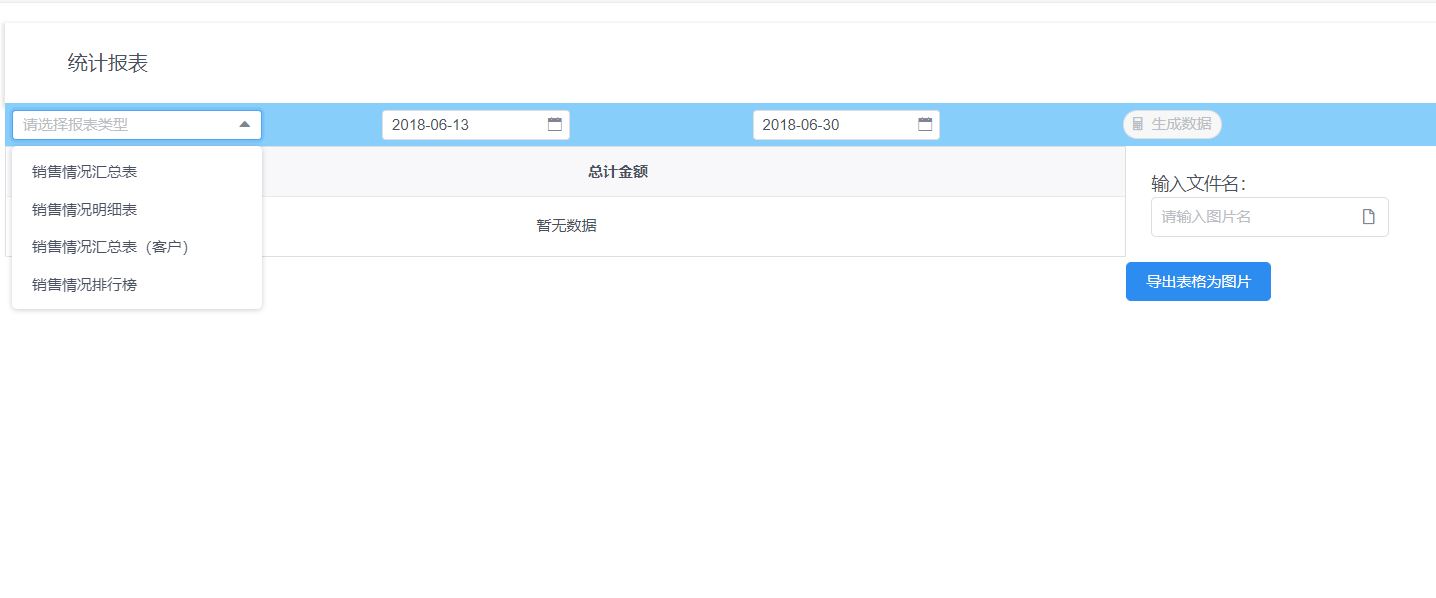 统计报表
请选择报表类型
2018-06-13
2018-06-30
生成数据
销售情况汇总表
销售情况明细表
销售情况汇总表（客户）
销售情况排行榜
总计金额
暂无数据
输入文件名：
请输入图片名
导出表格为图片